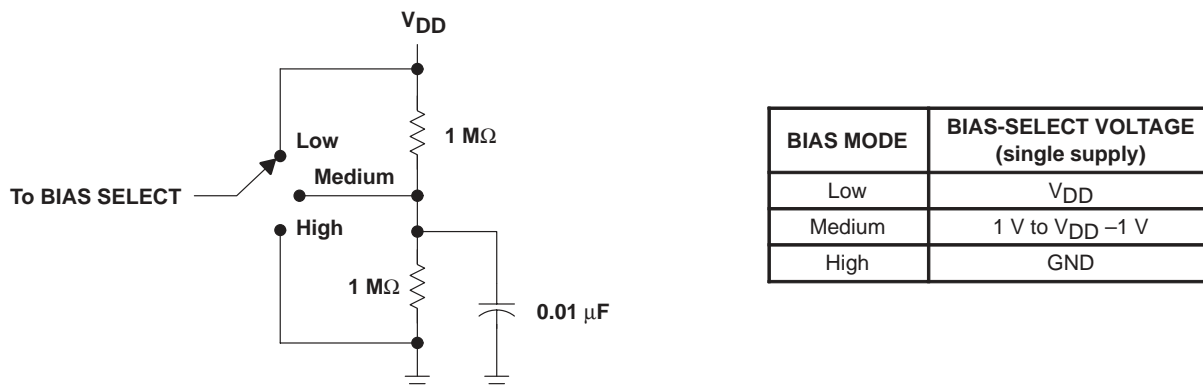 VDD
Low
1 MΩ
Medium
To BIAS SELECT
High
1 MΩ
0.01 µF
BIAS MODE
BIAS-SELECT VOLTAGE
(single supply)
Low
VDD
Medium
1 V to VDD –1 V
High
GND